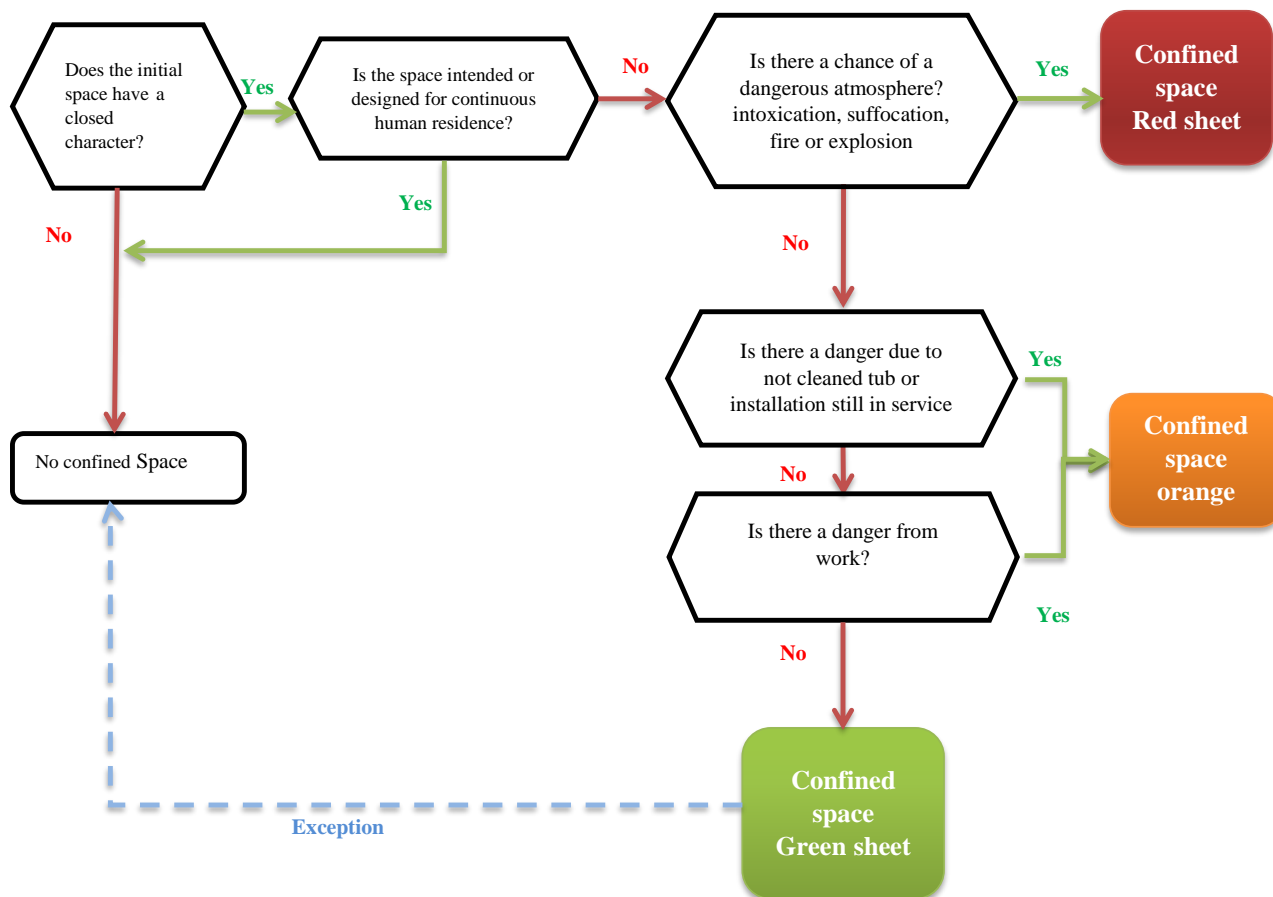 Does the initial
space have a
closed
character?
Yes
Is the space intended or
designed for continuous
human residence?
No
Is there a chance of a
dangerous atmosphere?
intoxication, suffocation,
fire or explosion
Yes
Confined
space
Red sheet
No
Yes
No
Is there a danger due to
not cleaned tub or
installation still in service
Yes
Confined
space
orange
No confined Space
No
Is there a danger from
work?
Yes
No
Confined
space
Green sheet
Exception